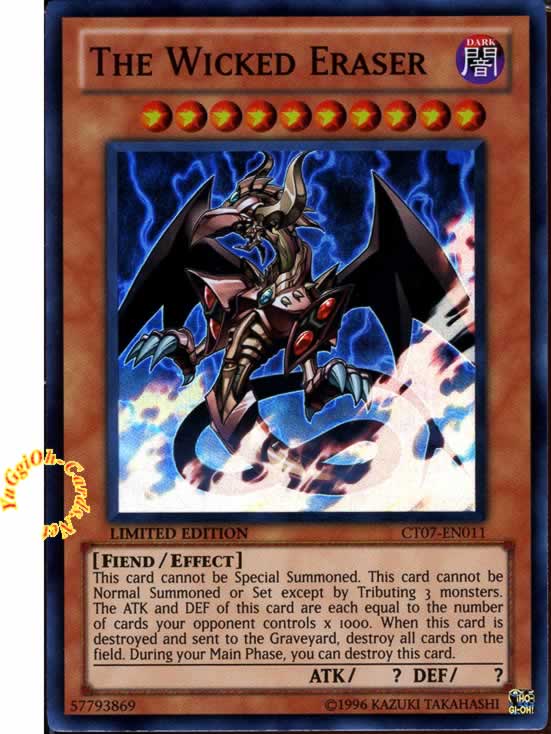 THE WICKED ERASER
DARK
闇
LIMITED EDITION
CT07-EN011
[FIEND/EFFECT]
This card cannot be Special Summoned. This card cannot be
Normal Summoned or Set except by Tributing 3 monsters.
The ATK and DEF of this card are each equal to the number
of cards your opponent controls x 1000. When this card is
destroyed and sent to the Graveyard, destroy all cards on the
field. During your Main Phase, you can destroy this card.
ATK/ ? DEF/ ?
57793869
©1996 KAZUKI TAKAHASHI
YU-GI-OH!
YuGgiOh-Cards.Net